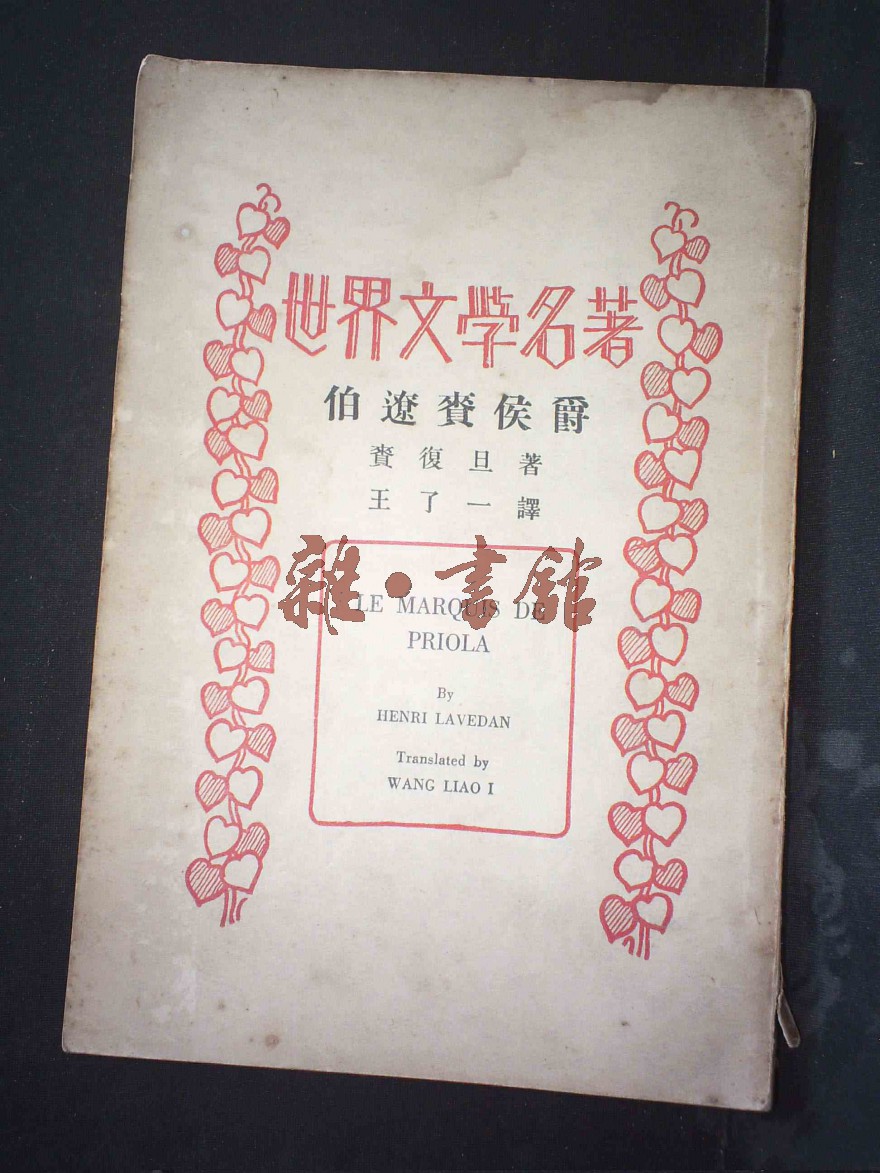 世界文學名著
伯遼賚侯爵
賚復旦著
王了一譯
雜·書館
LE MARQUIS DE
PRIOLA
By
HENRI LAVEDAN
Translated by
WANG LIAO I